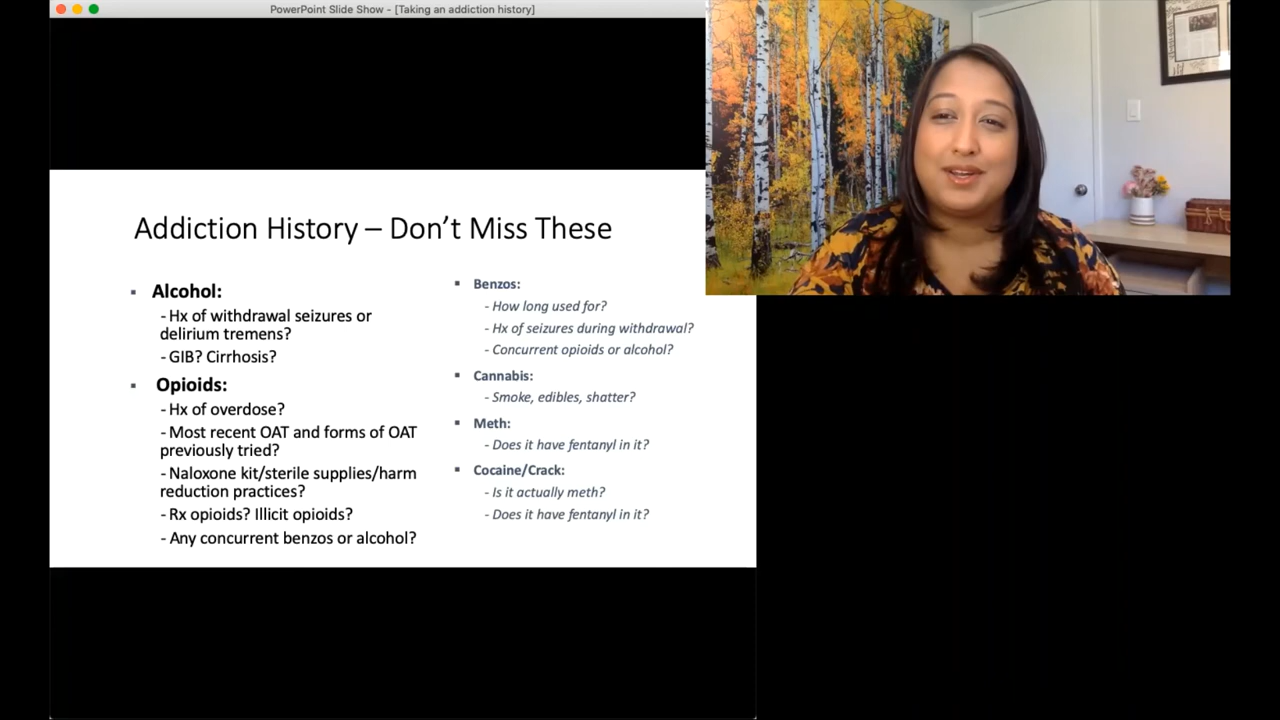 PowerPoint Slide Show - [Taking an addiction history]
Addiction History – Don't Miss These
▪ Alcohol:
- Hx of withdrawal seizures or
delirium tremens?
- GIB? Cirrhosis?
▪ Opioids:
- Hx of overdose?
- Most recent OAT and forms of OAT
previously tried?
- Naloxone kit/sterile supplies/harm
reduction practices?
- Rx opioids? Illicit opioids?
- Any concurrent benzos or alcohol?
▪ Benzos:
- How long used for?
- Hx of seizures during withdrawal?
- Concurrent opioids or alcohol?
▪ Cannabis:
- Smoke, edibles, shatter?
▪ Meth:
- Does it have fentanyl in it?
▪ Cocaine/Crack:
- Is it actually meth?
- Does it have fentanyl in it?